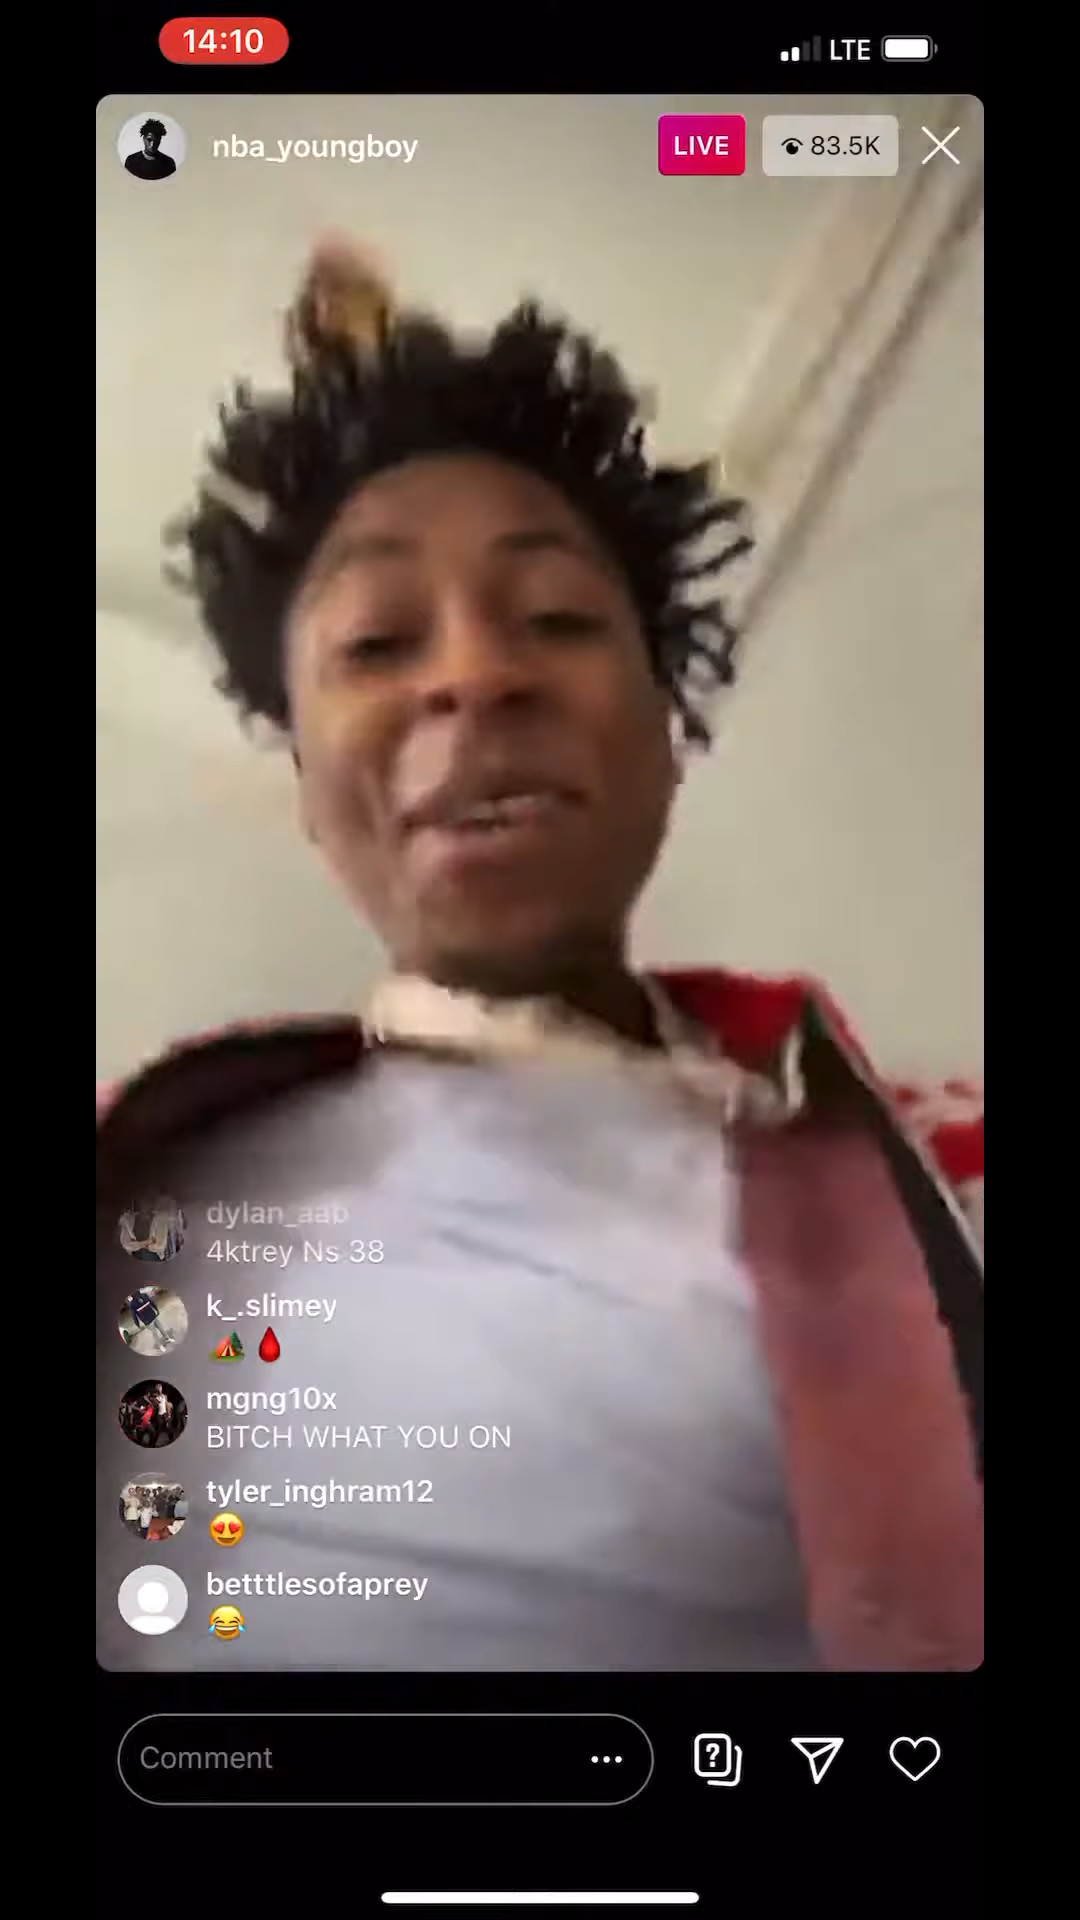 14:10
LTE
nba_youngboy
LIVE
83.5K
dylan_aab
4ktrey Ns 38
k_.slimey
mgng10x
BITCH WHAT YOU ON
tyler_inghram12
betttlesofaprey
Comment